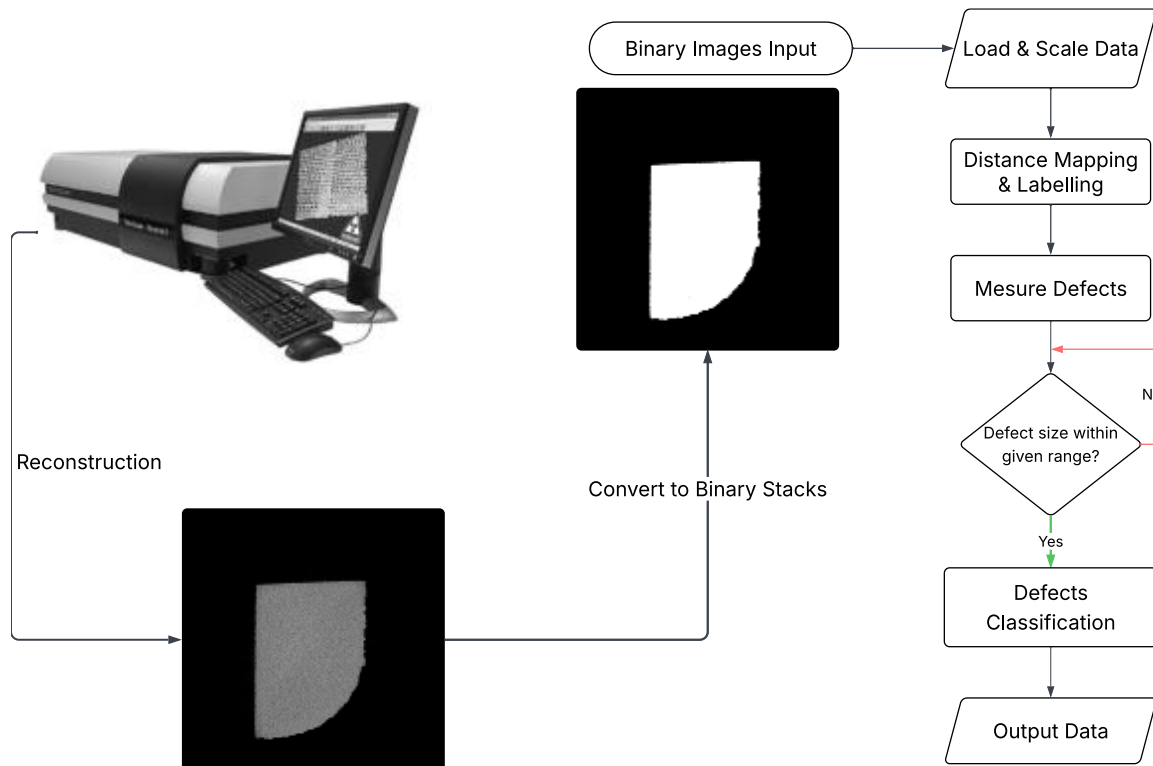 Binary Images Input
Load & Scale Data
Distance Mapping
& Labelling
Mesure Defects
N
Defect size within
given range?
Reconstruction
Convert to Binary Stacks
Yes
Defects
Classification
Output Data